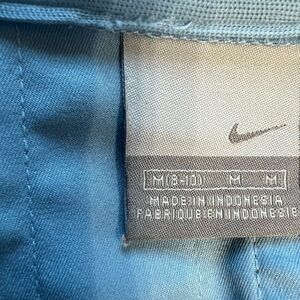 M(8-10) M M
MADE IN INDONESIA
FABRIQUE EN INDONESIE